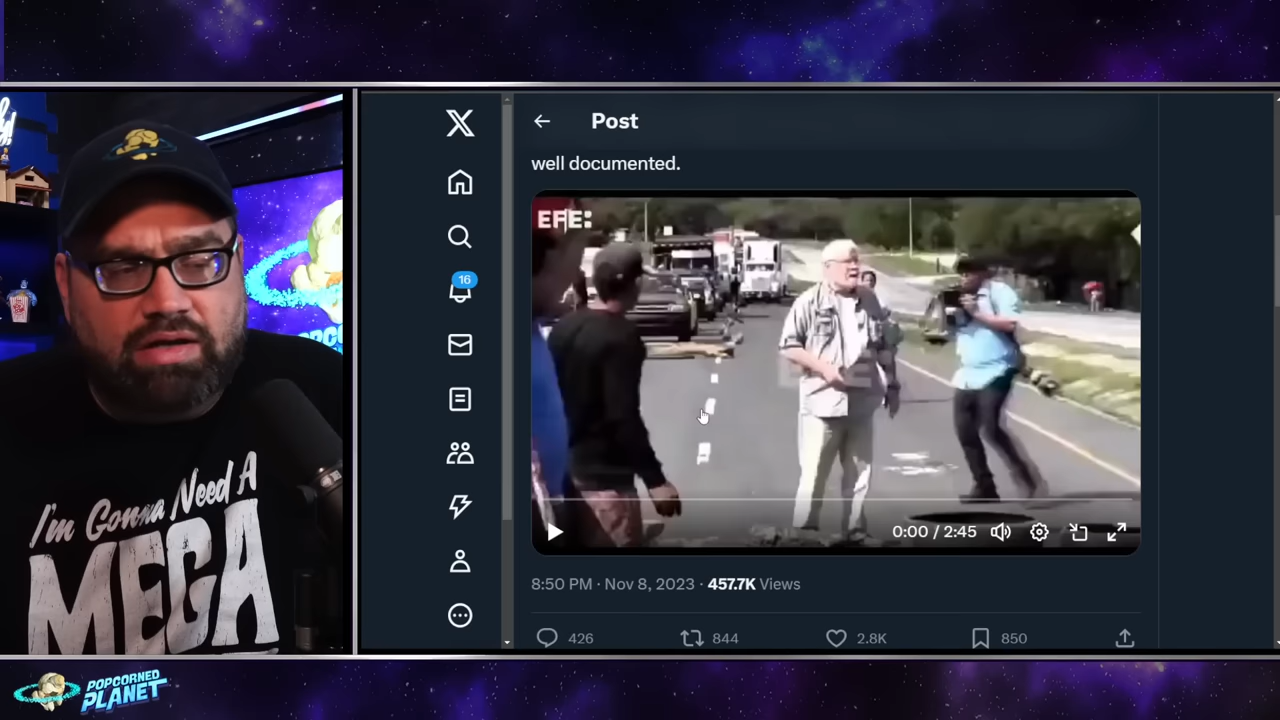 Post
well documented.
EFE:
16
0:00 / 2:45
8:50 PM · Nov 8, 2023 · 457.7K Views
426
844
2.8K
850
I'm Gonna Need A
MEGA
POPCORNED
PLANET